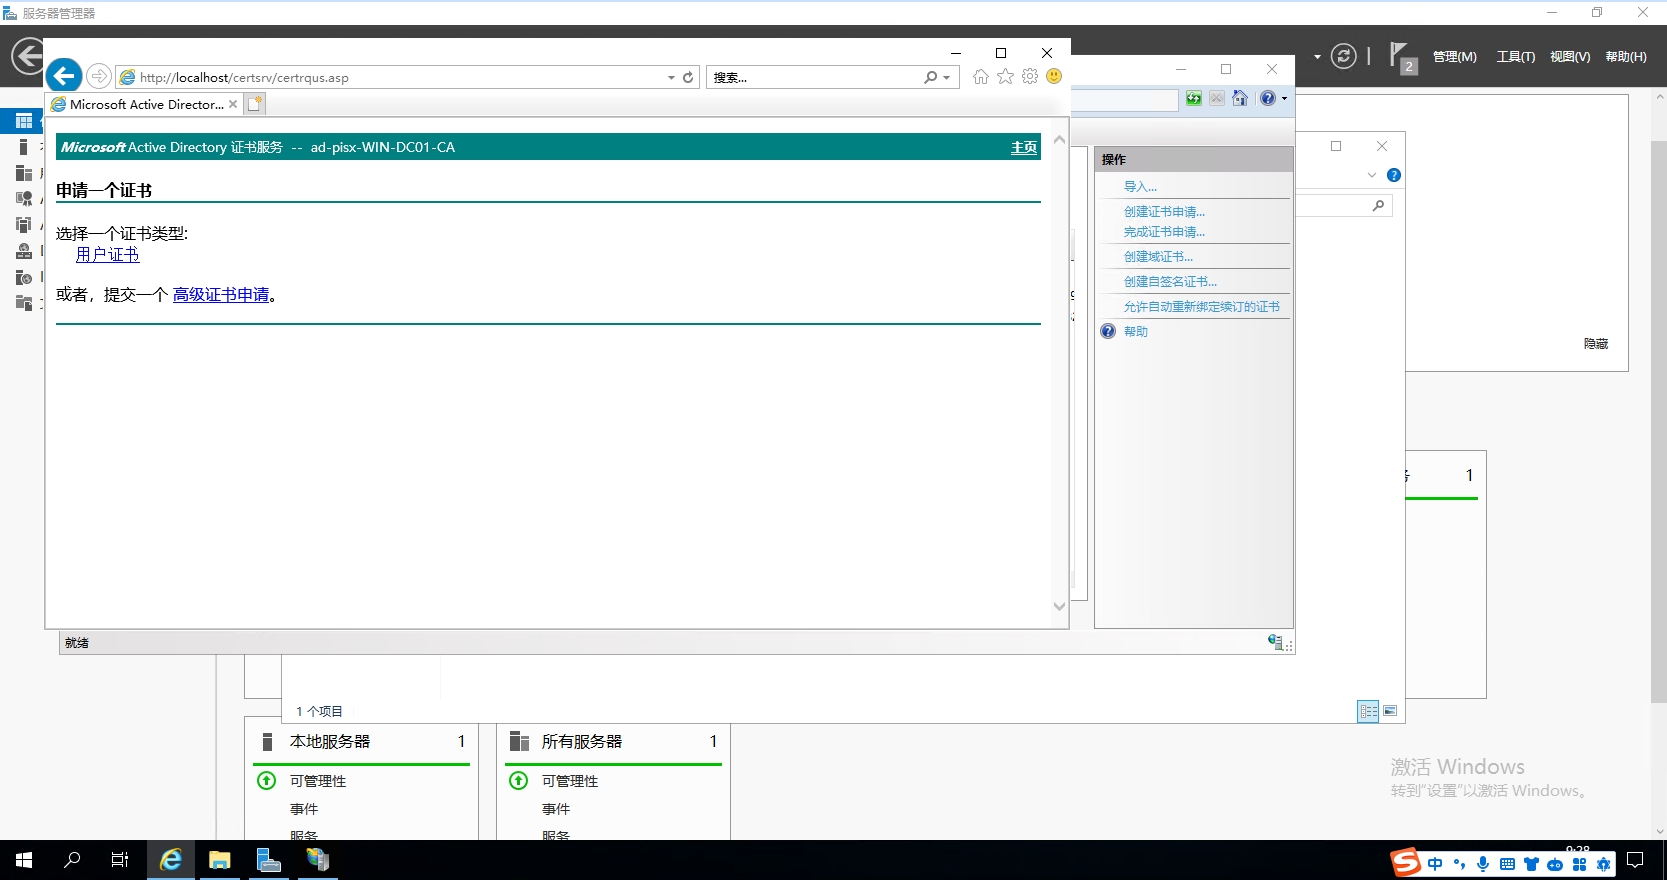 服务器管理器
管理(M) 工具(T) 视图(V) 帮助(H)
2
http://localhost/certsrv/certrqus.asp
搜索...
Microsoft Active Director...
Microsoft Active Directory 证书服务 -- ad-pisx-WIN-DC01-CA
主页
申请一个证书
选择一个证书类型:
用户证书
或者，提交一个 高级证书申请。
操作
导入...
创建证书申请...
完成证书申请...
创建域证书...
创建自签名证书...
允许自动重新绑定续订的证书
帮助
隐藏
1
就绪
1 个项目
本地服务器 1
可管理性
事件
服务
所有服务器 1
可管理性
事件
服务
激活 Windows
转到"设置"以激活 Windows。
中